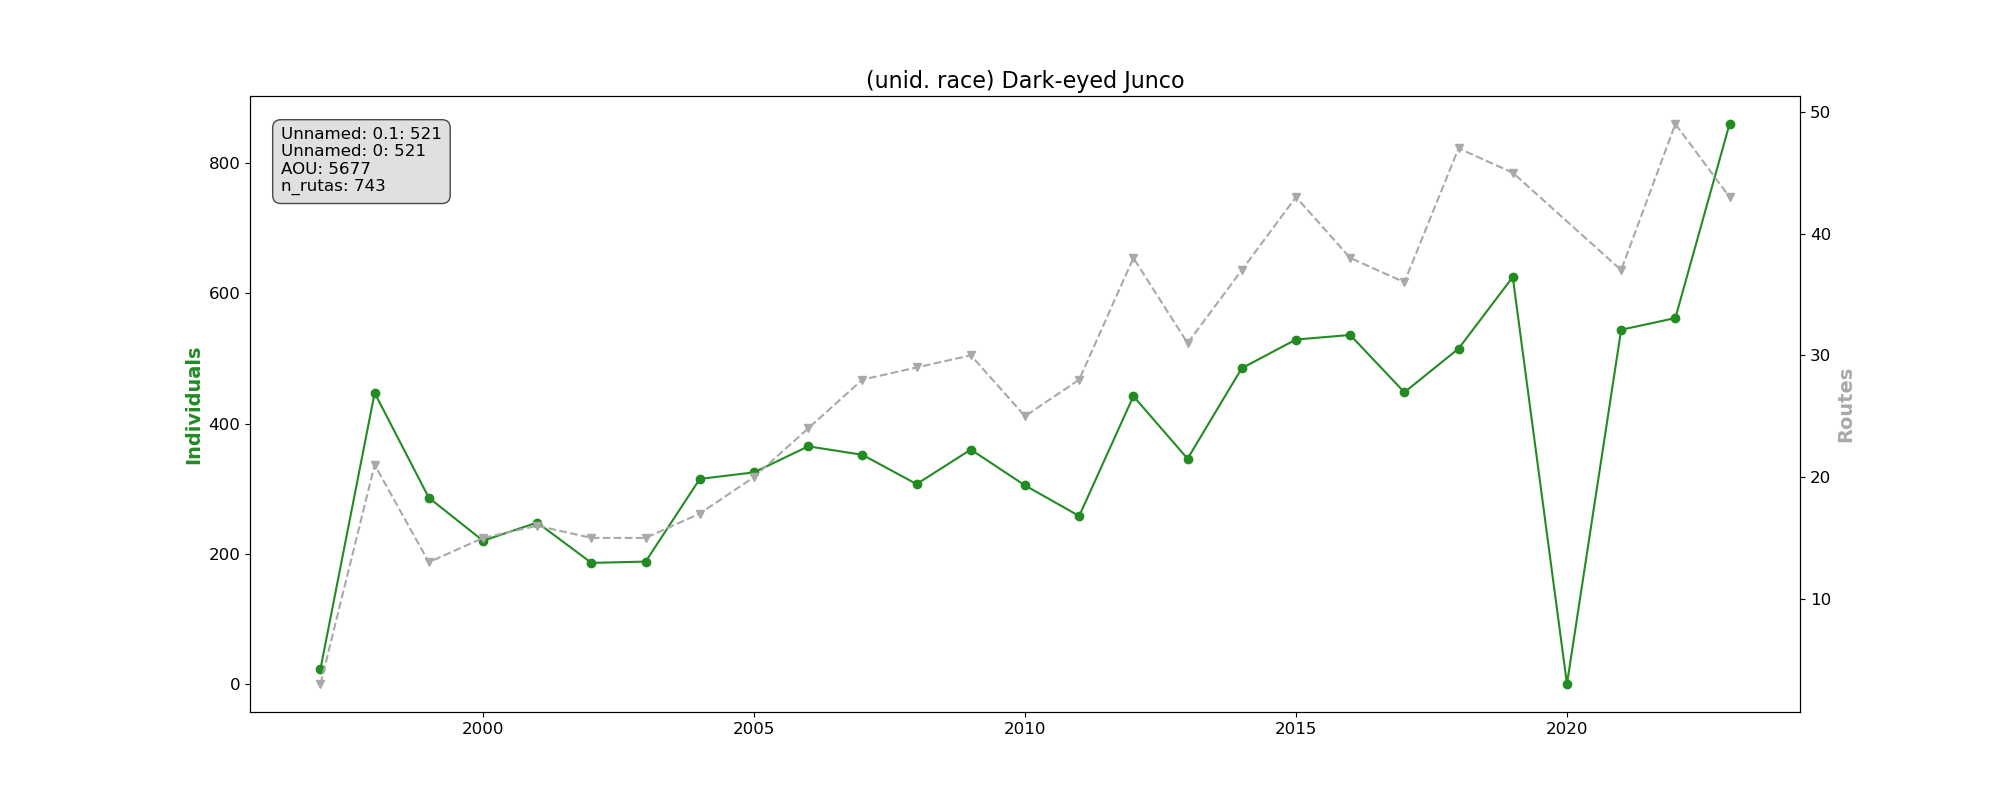 (unid. race) Dark-eyed Junco
Unnamed: 0.1: 521
Unnamed: 0: 521
AOU: 5677
n_rutas: 743
800
600
400
200
0
Individuals
50
40
30
20
10
Routes
2000
2005
2010
2015
2020